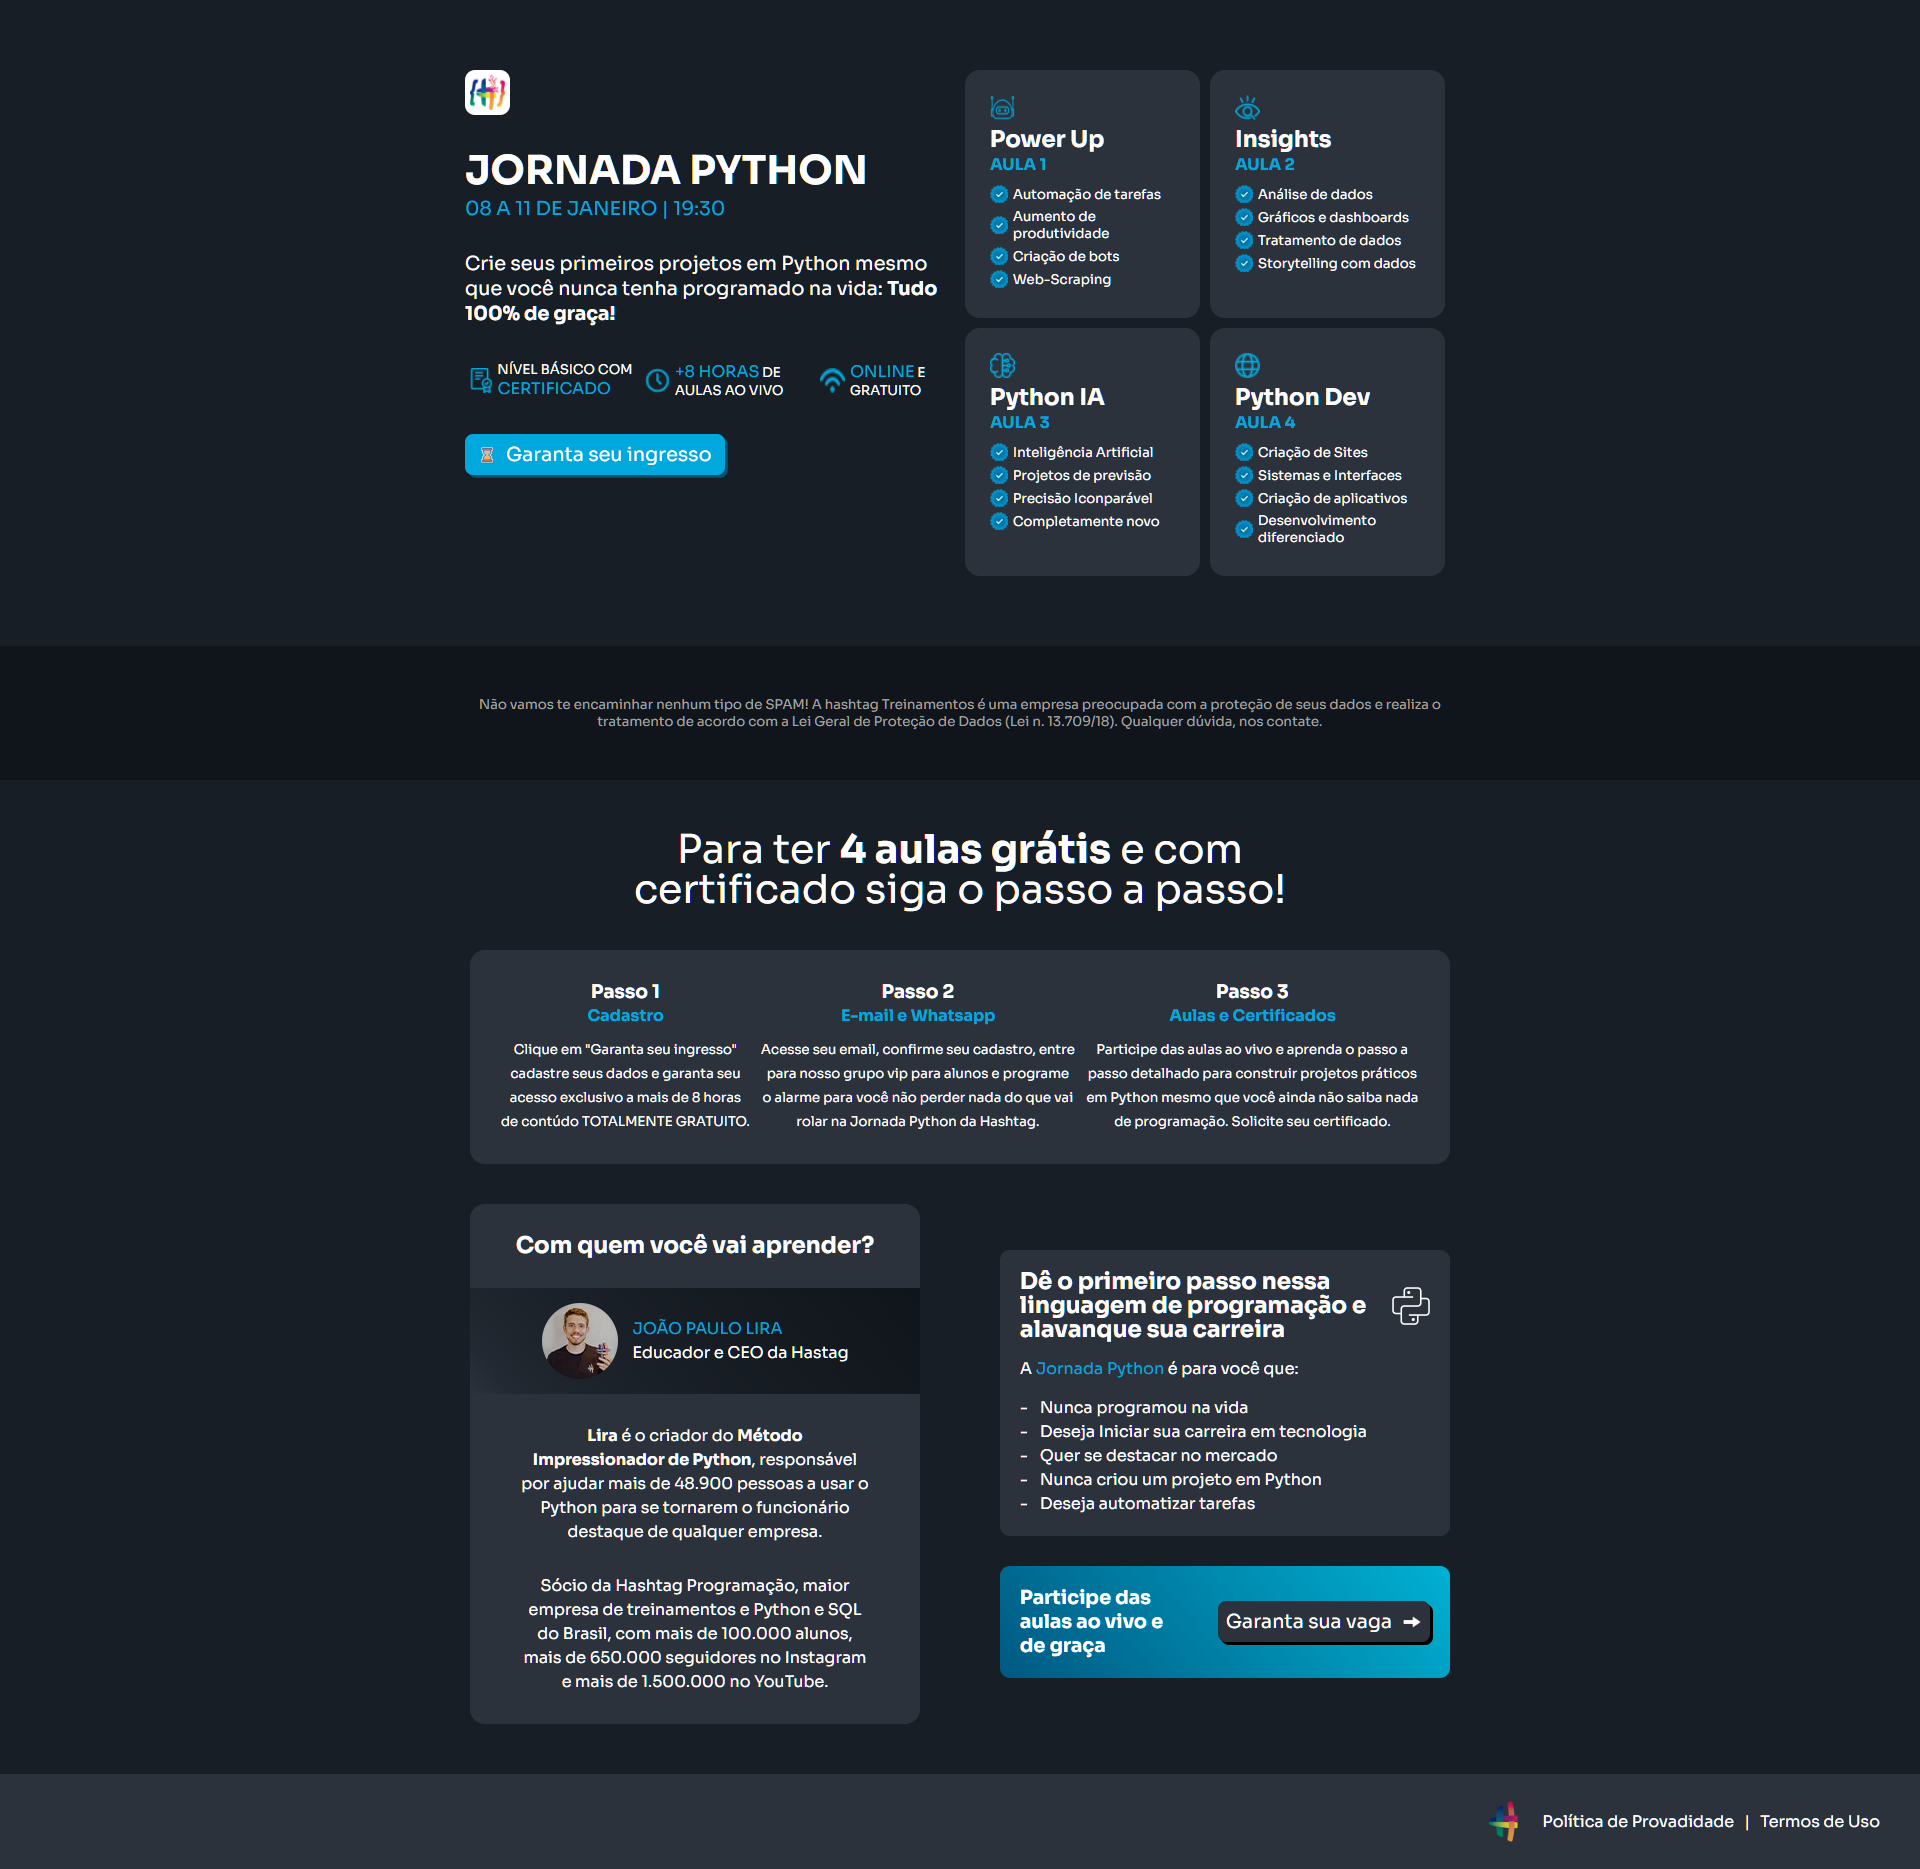 JORNADA PYTHON
08 A 11 DE JANEIRO | 19:30
Crie seus primeiros projetos em Python mesmo
que você nunca tenha programado na vida: Tudo
100% de graça!
NÍVEL BÁSICO COM
CERTIFICADO
+8 HORAS DE
AULAS AO VIVO
ONLINE E
GRATUITO
Garanta seu ingresso
Power Up
AULA 1
Automação de tarefas
Aumento de
produtividade
Criação de bots
Web-Scraping
Insights
AULA 2
Análise de dados
Gráficos e dashboards
Tratamento de dados
Storytelling com dados
Python IA
AULA 3
Inteligência Artificial
Projetos de previsão
Precisão Iconparável
Completamente novo
Python Dev
AULA 4
Criação de Sites
Sistemas e Interfaces
Criação de aplicativos
Desenvolvimento
diferenciado
Não vamos te encaminhar nenhum tipo de SPAM! A hashtag Treinamentos é uma empresa preocupada com a proteção de seus dados e realiza o
tratamento de acordo com a Lei Geral de Proteção de Dados (Lei n. 13.709/18). Qualquer dúvida, nos contate.
Para ter 4 aulas grátis e com
certificado siga o passo a passo!
Passo 1
Cadastro
Clique em "Garanta seu ingresso"
cadastre seus dados e garanta seu
acesso exclusivo a mais de 8 horas
de contúdo TOTALMENTE GRATUITO.
Passo 2
E-mail e Whatsapp
Acesse seu email, confirme seu cadastro, entre
para nosso grupo vip para alunos e programe
o alarme para você não perder nada do que vai
rolar na Jornada Python da Hashtag.
Passo 3
Aulas e Certificados
Participe das aulas ao vivo e aprenda o passo a
passo detalhado para construir projetos práticos
em Python mesmo que você ainda não saiba nada
de programação. Solicite seu certificado.
Com quem você vai aprender?
JOÃO PAULO LIRA
Educador e CEO da Hastag
Lira é o criador do Método
Impressionador de Python, responsável
por ajudar mais de 48.900 pessoas a usar o
Python para se tornarem o funcionário
destaque de qualquer empresa.
Sócio da Hashtag Programação, maior
empresa de treinamentos e Python e SQL
do Brasil, com mais de 100.000 alunos,
mais de 650.000 seguidores no Instagram
e mais de 1.500.000 no YouTube.
Dê o primeiro passo nessa
linguagem de programação e
alavanque sua carreira
A Jornada Python é para você que:
- Nunca programou na vida
- Deseja Iniciar sua carreira em tecnologia
- Quer se destacar no mercado
- Nunca criou um projeto em Python
- Deseja automatizar tarefas
Participe das
aulas ao vivo e
de graça
Garanta sua vaga
Política de Provadidade | Termos de Uso